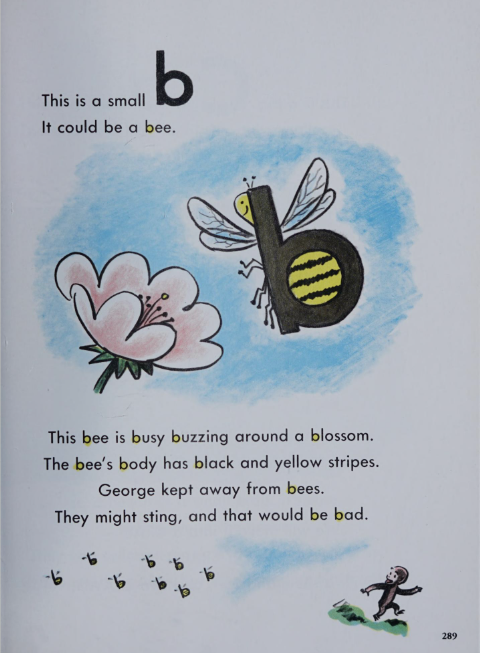 This is a small b
It could be a bee.
This bee is busy buzzing around a blossom.
The bee's body has black and yellow stripes.
George kept away from bees.
They might sting, and that would be bad.
289